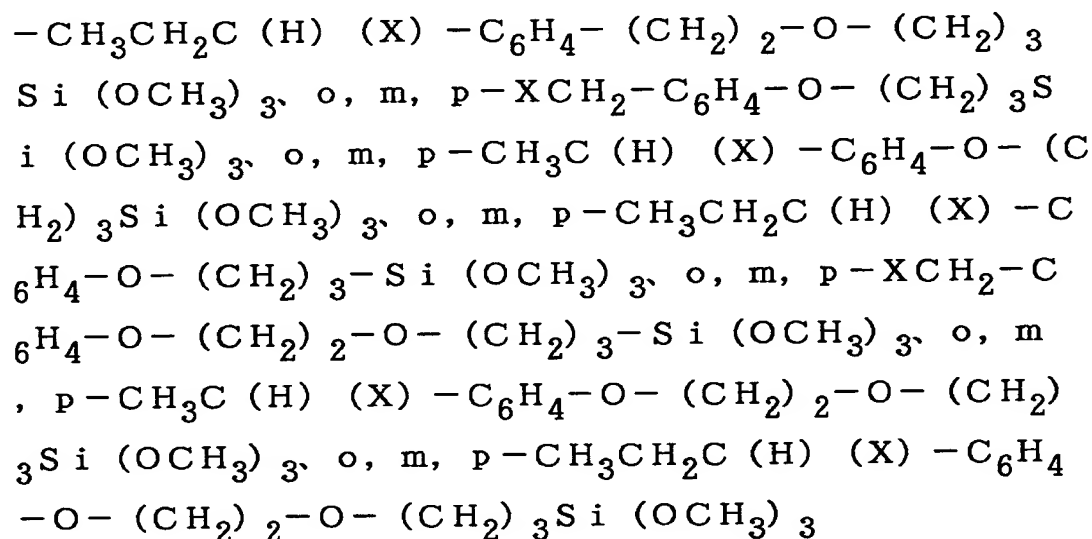 −CH₃CH₂C (H) (X) −C₆H₄− (CH₂) ₂−O− (CH₂) ₃
Si (OCH₃) ₃、o, m, p−XCH₂−C₆H₄−O− (CH₂) ₃S
i (OCH₃) ₃、o, m, p−CH₃C (H) (X) −C₆H₄−O− (C
H₂) ₃Si (OCH₃) ₃、o, m, p−CH₃CH₂C (H) (X) −C
₆H₄−O− (CH₂) ₃−Si (OCH₃) ₃、o, m, p−XCH₂−C
₆H₄−O− (CH₂) ₂−O− (CH₂) ₃−Si (OCH₃) ₃、o, m
, p−CH₃C (H) (X) −C₆H₄−O− (CH₂) ₂−O− (CH₂)
₃Si (OCH₃) ₃、o, m, p−CH₃CH₂C (H) (X) −C₆H₄
−O− (CH₂) ₂−O− (CH₂) ₃Si (OCH₃) ₃